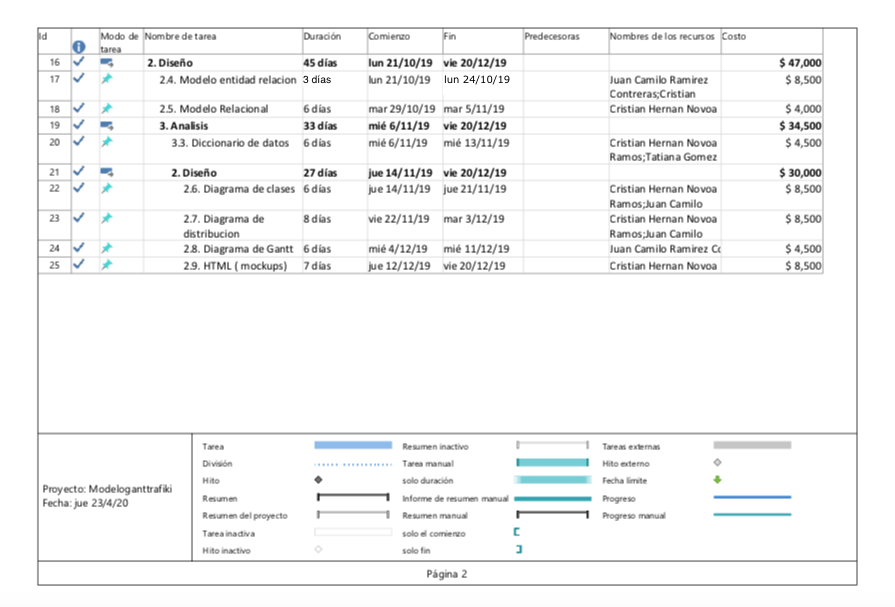 Id Modo de Nombre de tarea Duración Comienzo Fin Predecesoras Nombres de los recursos Costo
tarea
16 2. Diseño 45 días lun 21/10/19 vie 20/12/19 $ 47,000
17 2.4. Modelo entidad relacion 3 días lun 21/10/19 lun 24/10/19 Juan Camilo Ramirez $ 8,500
Contreras;Cristian
18 2.5. Modelo Relacional 6 días mar 29/10/19 mar 5/11/19 Cristian Hernan Novoa $ 4,000
19 3. Analisis 33 días mié 6/11/19 vie 20/12/19 $ 34,500
20 3.3. Diccionario de datos 6 días mié 6/11/19 mié 13/11/19 Cristian Hernan Novoa $ 4,500
Ramos;Tatiana Gomez
21 2. Diseño 27 días jue 14/11/19 vie 20/12/19 $ 30,000
22 2.6. Diagrama de clases 6 días jue 14/11/19 jue 21/11/19 Cristian Hernan Novoa $ 8,500
Ramos;Juan Camilo
23 2.7. Diagrama de 8 días vie 22/11/19 mar 3/12/19 Cristian Hernan Novoa $ 8,500
distribucion Ramos;Juan Camilo
24 2.8. Diagrama de Gantt 6 días mié 4/12/19 mié 11/12/19 Juan Camilo Ramirez Co $ 4,500
25 2.9. HTML ( mockups) 7 días jue 12/12/19 vie 20/12/19 Cristian Hernan Novoa $ 8,500
Proyecto: Modeloganttrafiki
Fecha: jue 23/4/20
Tarea Resumen inactivo Tareas externas
División Tarea manual Hito externo
Hito solo duración Fecha límite
Resumen Informe de resumen manual Progreso
Resumen del proyecto Resumen manual Progreso manual
Tarea inactiva solo el comienzo
Hito inactivo solo fin
Página 2